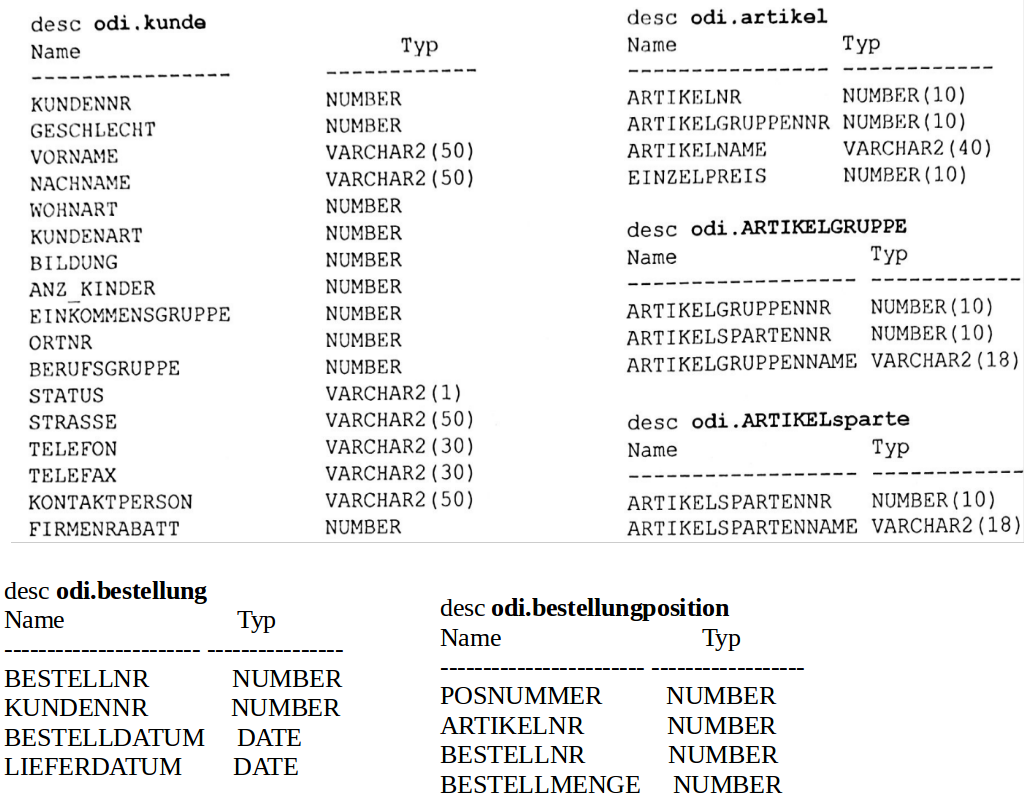 desc odi.kunde
Name Typ
---------------- ------------
KUNDENNR NUMBER
GESCHLECHT NUMBER
VORNAME VARCHAR2(50)
NACHNAME VARCHAR2(50)
WOHNART NUMBER
KUNDENART NUMBER
BILDUNG NUMBER
ANZ_KINDER NUMBER
EINKOMMENSGRUPPE NUMBER
ORTNR NUMBER
BERUFSGRUPPE NUMBER
STATUS VARCHAR2(1)
STRASSE VARCHAR2(50)
TELEFON VARCHAR2(30)
TELEFAX VARCHAR2(30)
KONTAKTPERSON VARCHAR2(50)
FIRMENRABATT NUMBER
desc odi.artikel
Name Typ
---------------- ------------
ARTIKELNR NUMBER(10)
ARTIKELGRUPPENNR NUMBER(10)
ARTIKELNAME VARCHAR2(40)
EINZELPREIS NUMBER(10)
desc odi.ARTIKELGRUPPE
Name Typ
------------------ ------------
ARTIKELGRUPPENNR NUMBER(10)
ARTIKELSPARTENNR NUMBER(10)
ARTIKELGRUPPENNAME VARCHAR2(18)
desc odi.ARTIKELsparte
Name Typ
------------------ ------------
ARTIKELSPARTENNR NUMBER(10)
ARTIKELSPARTENNAME VARCHAR2(18)
desc odi.bestellung
Name Typ
----------------------- ----------------
BESTELLNR NUMBER
KUNDENNR NUMBER
BESTELLDATUM DATE
LIEFERDATUM DATE
desc odi.bestellungposition
Name Typ
------------------------ ------------------
POSNUMMER NUMBER
ARTIKELNR NUMBER
BESTELLNR NUMBER
BESTELLMENGE NUMBER